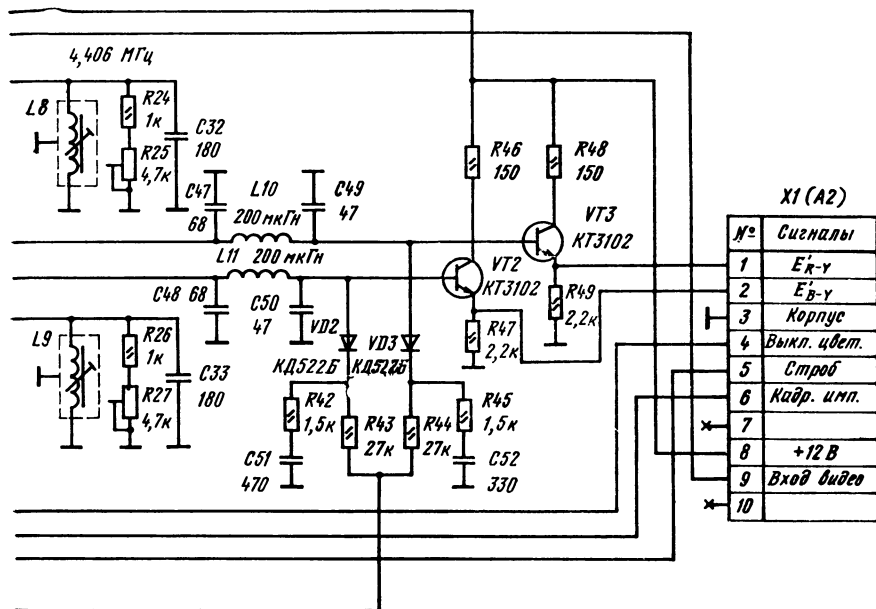 4,406 МГц
L8
R24
1к
R25
4,7к
C32
180
C47
68
L10
200мкГн
C49
47
R46
150
R48
150
VT3
КТ3102
L11
200мкГн
VT2
КТ3102
C48 68
C50
47
VD2
КД522Б
VD3
КД522Б
R47
2,2к
R49
2,2к
L9
R26
1к
R27
4,7к
C33
180
R42
1,5к
R43
27к
R44
27к
R45
1,5к
C51
470
C52
330
X1 (A2)
№ Сигналы
1 E'R-Y
2 E'B-Y
3 Корпус
4 Выкл. цвет.
5 Строб
6 Кадр. имп.
7
8 +12 В
9 Вход видео
10